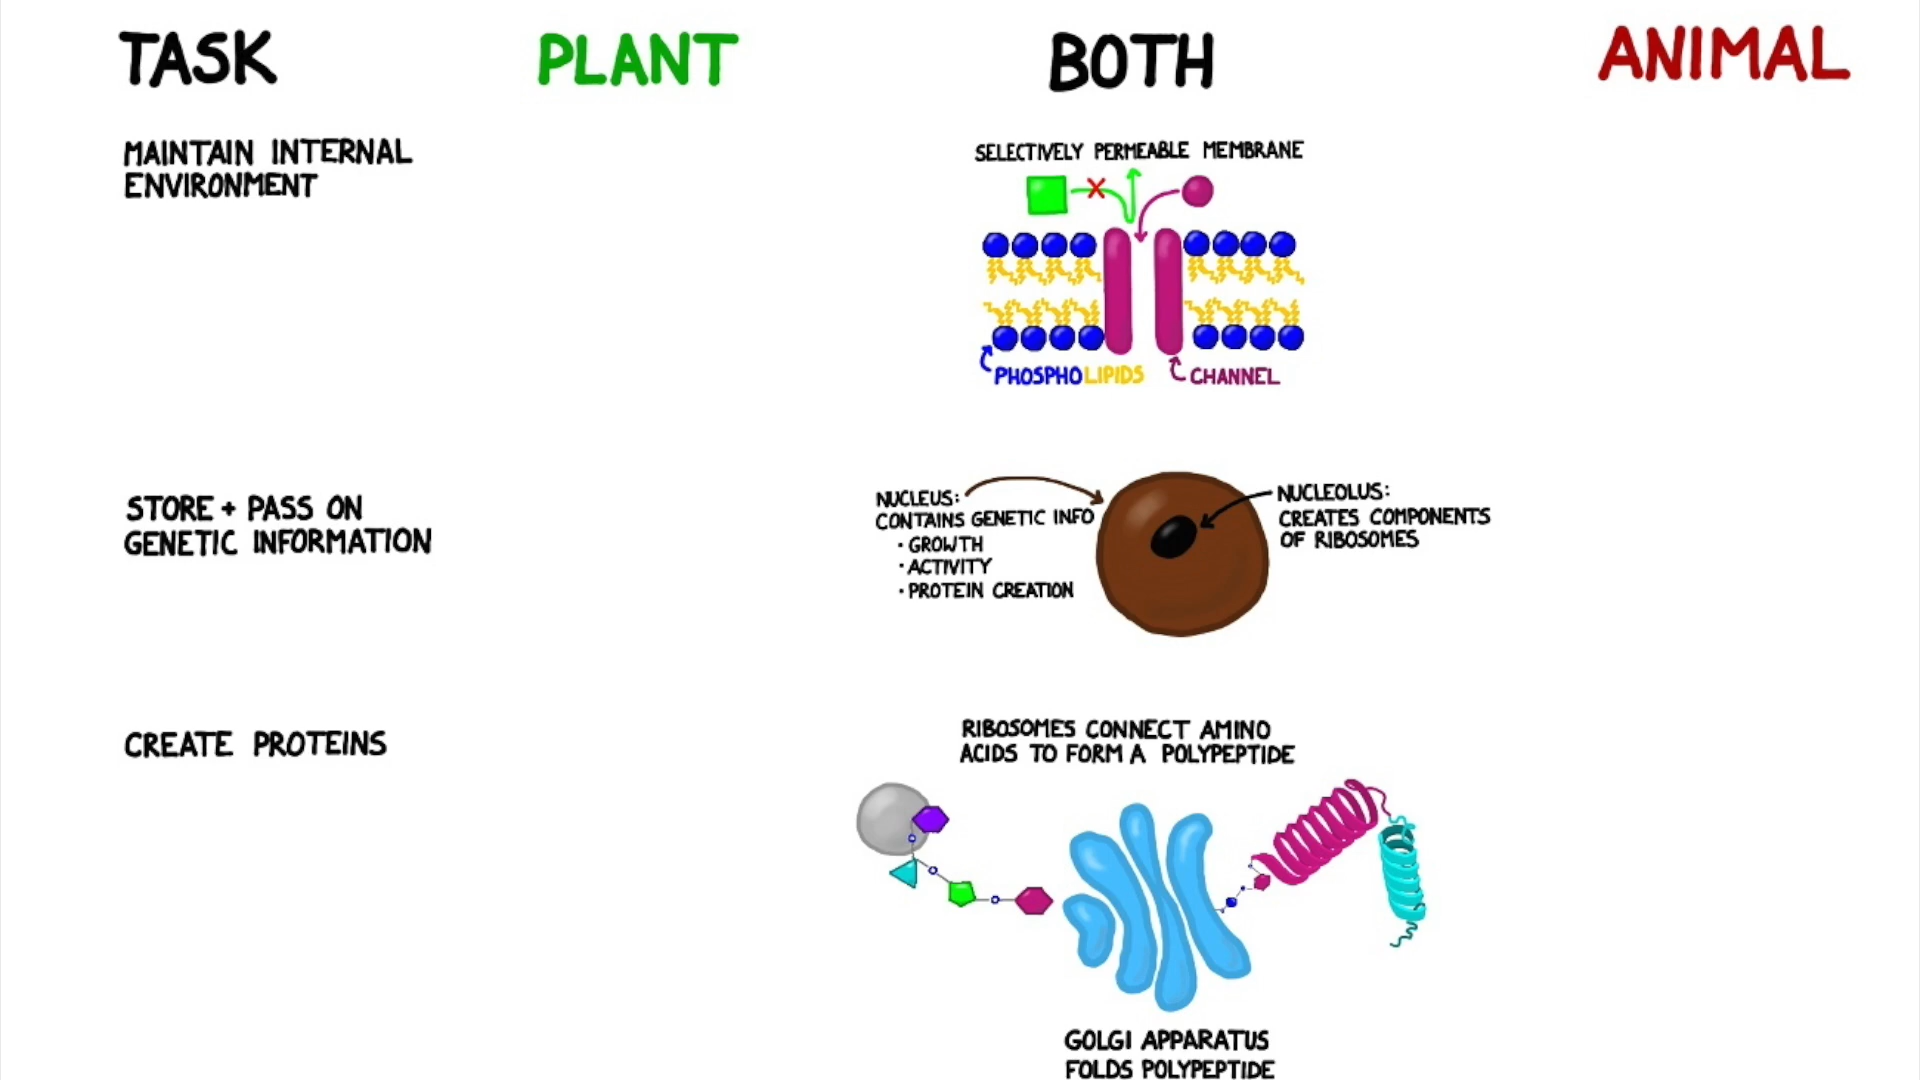 TASK
PLANT
BOTH
ANIMAL
MAINTAIN INTERNAL
ENVIRONMENT
SELECTIVELY PERMEABLE MEMBRANE
PHOSPHOLIPIDS
CHANNEL
STORE + PASS ON
GENETIC INFORMATION
NUCLEUS:
CONTAINS GENETIC INFO
• GROWTH
• ACTIVITY
• PROTEIN CREATION
NUCLEOLUS:
CREATES COMPONENTS
OF RIBOSOMES
CREATE PROTEINS
RIBOSOMES CONNECT AMINO
ACIDS TO FORM A POLYPEPTIDE
GOLGI APPARATUS
FOLDS POLYPEPTIDE